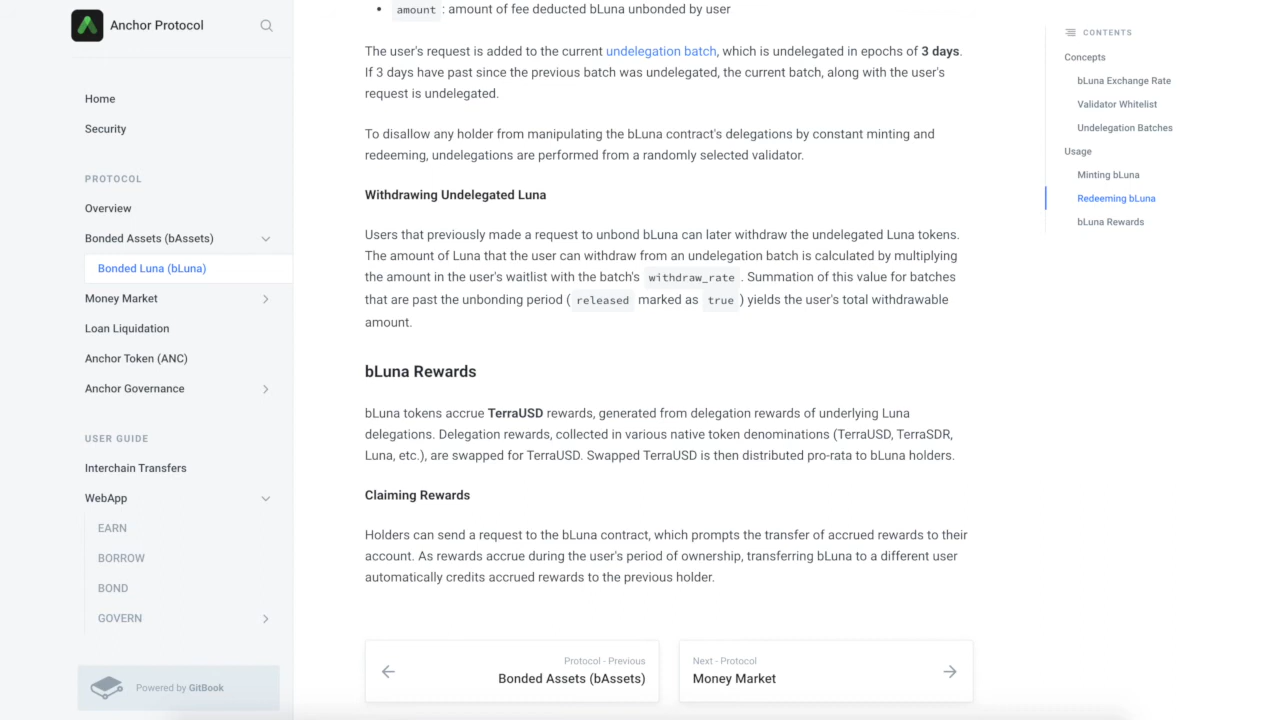 Anchor Protocol
Home
Security
PROTOCOL
Overview
Bonded Assets (bAssets)
Bonded Luna (bLuna)
Money Market
Loan Liquidation
Anchor Token (ANC)
Anchor Governance
USER GUIDE
Interchain Transfers
WebApp
EARN
BORROW
BOND
GOVERN
Powered by GitBook
• amount : amount of fee deducted bLuna unbonded by user
The user's request is added to the current undelegation batch, which is undelegated in epochs of 3 days.
If 3 days have past since the previous batch was undelegated, the current batch, along with the user's
request is undelegated.
To disallow any holder from manipulating the bLuna contract's delegations by constant minting and
redeeming, undelegations are performed from a randomly selected validator.
Withdrawing Undelegated Luna
Users that previously made a request to unbond bLuna can later withdraw the undelegated Luna tokens.
The amount of Luna that the user can withdraw from an undelegation batch is calculated by multiplying
the amount in the user's waitlist with the batch's withdraw_rate . Summation of this value for batches
that are past the unbonding period ( released marked as true ) yields the user's total withdrawable
amount.
bLuna Rewards
bLuna tokens accrue TerraUSD rewards, generated from delegation rewards of underlying Luna
delegations. Delegation rewards, collected in various native token denominations (TerraUSD, TerraSDR,
Luna, etc.), are swapped for TerraUSD. Swapped TerraUSD is then distributed pro-rata to bLuna holders.
Claiming Rewards
Holders can send a request to the bLuna contract, which prompts the transfer of accrued rewards to their
account. As rewards accrue during the user's period of ownership, transferring bLuna to a different user
automatically credits accrued rewards to the previous holder.
Protocol - Previous
Bonded Assets (bAssets)
Next - Protocol
Money Market
CONTENTS
Concepts
bLuna Exchange Rate
Validator Whitelist
Undelegation Batches
Usage
Minting bLuna
Redeeming bLuna
bLuna Rewards